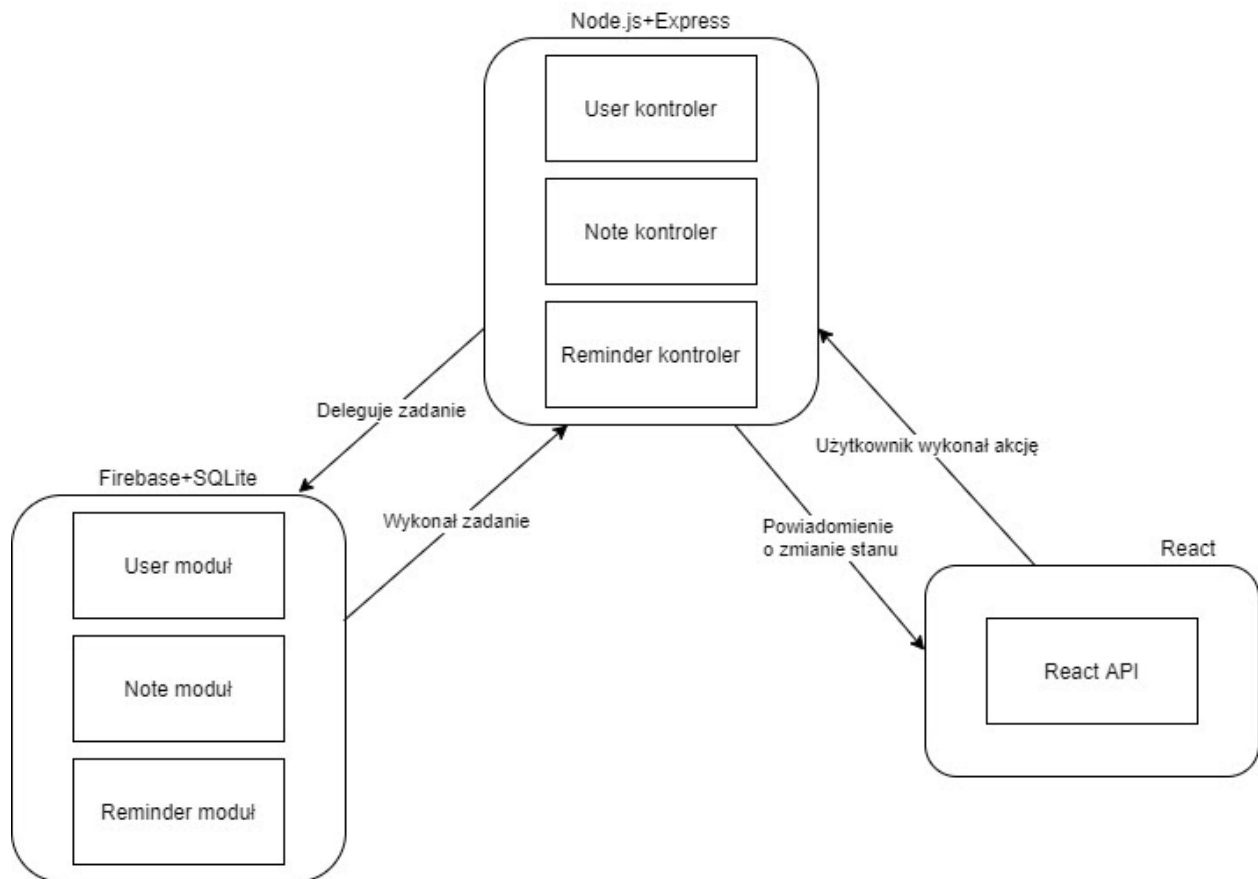 Node.js+Express
User kontroler
Note kontroler
Reminder kontroler
Deleguje zadanie
Użytkownik wykonał akcję
Firebase+SQLite
Wykonał zadanie
Powiadomienie
o zmianie stanu
React
User moduł
Note moduł
Reminder moduł
React API